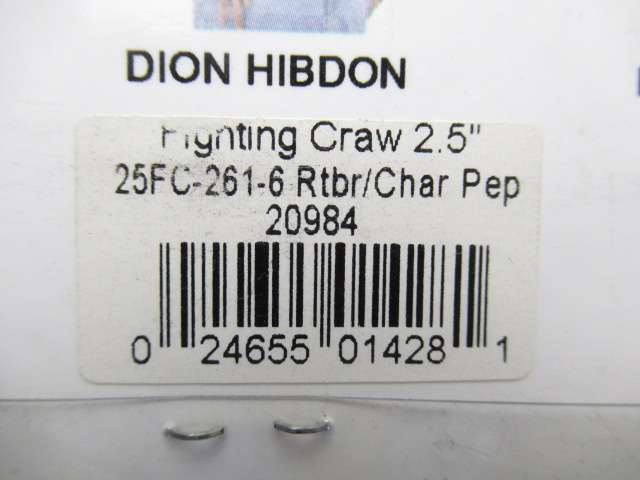 DION HIBDON
Fighting Craw 2.5"
25FC-261-6 Rtbr/Char Pep
20984
0 24655 01428 1